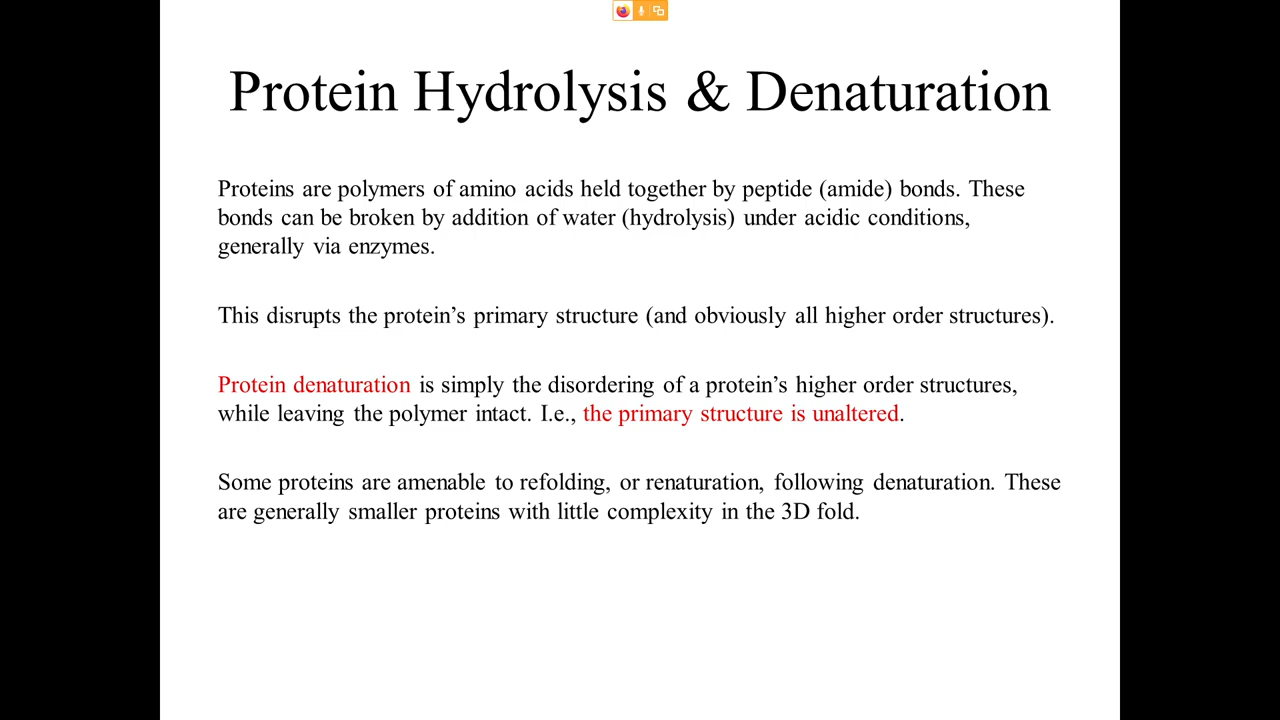 Protein Hydrolysis & Denaturation
Proteins are polymers of amino acids held together by peptide (amide) bonds. These
bonds can be broken by addition of water (hydrolysis) under acidic conditions,
generally via enzymes.
This disrupts the protein’s primary structure (and obviously all higher order structures).
Protein denaturation is simply the disordering of a protein’s higher order structures,
while leaving the polymer intact. I.e., the primary structure is unaltered.
Some proteins are amenable to refolding, or renaturation, following denaturation. These
are generally smaller proteins with little complexity in the 3D fold.